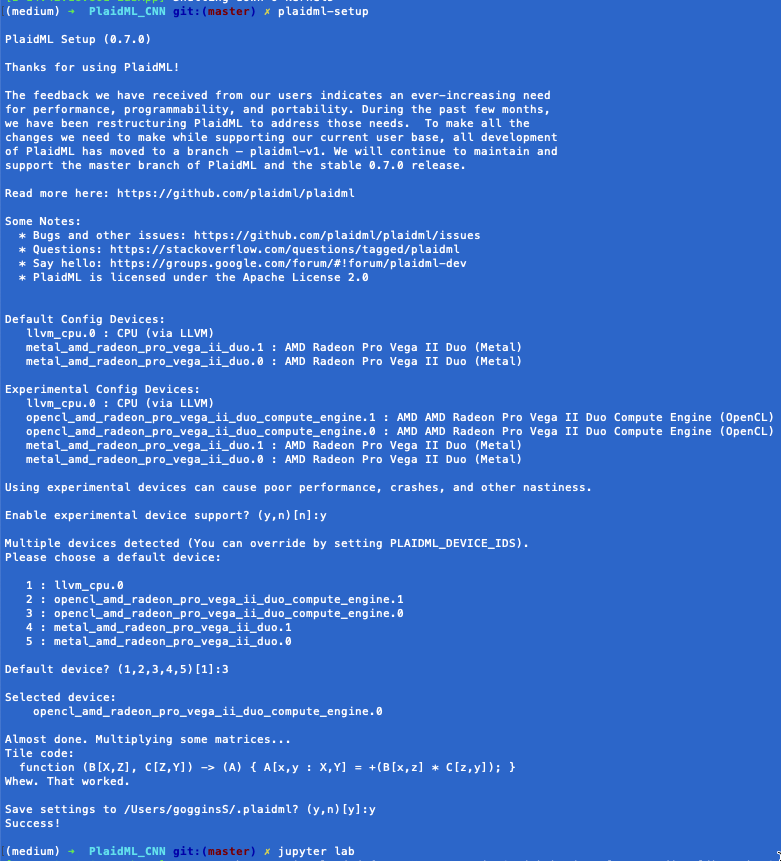 (medium) → PlaidML_CNN git:(master) ✗ plaidml-setup
PlaidML Setup (0.7.0)
Thanks for using PlaidML!
The feedback we have received from our users indicates an ever-increasing need
for performance, programmability, and portability. During the past few months,
we have been restructuring PlaidML to address those needs.  To make all the
changes we need to make while supporting our current user base, all development
of PlaidML has moved to a branch — plaidml-v1. We will continue to maintain and
support the master branch of PlaidML and the stable 0.7.0 release.
Read more here: https://github.com/plaidml/plaidml
Some Notes:
  * Bugs and other issues: https://github.com/plaidml/plaidml/issues
  * Questions: https://stackoverflow.com/questions/tagged/plaidml
  * Say hello: https://groups.google.com/forum/#!forum/plaidml-dev
  * PlaidML is licensed under the Apache License 2.0
Default Config Devices:
   llvm_cpu.0 : CPU (via LLVM)
   metal_amd_radeon_pro_vega_ii_duo.1 : AMD Radeon Pro Vega II Duo (Metal)
   metal_amd_radeon_pro_vega_ii_duo.0 : AMD Radeon Pro Vega II Duo (Metal)
Experimental Config Devices:
   llvm_cpu.0 : CPU (via LLVM)
   opencl_amd_radeon_pro_vega_ii_duo_compute_engine.1 : AMD AMD Radeon Pro Vega II Duo Compute Engine (OpenCL)
   opencl_amd_radeon_pro_vega_ii_duo_compute_engine.0 : AMD AMD Radeon Pro Vega II Duo Compute Engine (OpenCL)
   metal_amd_radeon_pro_vega_ii_duo.1 : AMD Radeon Pro Vega II Duo (Metal)
   metal_amd_radeon_pro_vega_ii_duo.0 : AMD Radeon Pro Vega II Duo (Metal)
Using experimental devices can cause poor performance, crashes, and other nastiness.
Enable experimental device support? (y,n)[n]:y
Multiple devices detected (You can override by setting PLAIDML_DEVICE_IDS).
Please choose a default device:
   1 : llvm_cpu.0
   2 : opencl_amd_radeon_pro_vega_ii_duo_compute_engine.1
   3 : opencl_amd_radeon_pro_vega_ii_duo_compute_engine.0
   4 : metal_amd_radeon_pro_vega_ii_duo.1
   5 : metal_amd_radeon_pro_vega_ii_duo.0
Default device? (1,2,3,4,5)[1]:3
Selected device:
    opencl_amd_radeon_pro_vega_ii_duo_compute_engine.0
Almost done. Multiplying some matrices...
Tile code:
  function (B[X,Z], C[Z,Y]) -> (A) { A[x,y : X,Y] = +(B[x,z] * C[z,y]); }
Whew. That worked.
Save settings to /Users/gogginsS/.plaidml? (y,n)[y]:y
Success!
(medium) → PlaidML_CNN git:(master) ✗ jupyter lab